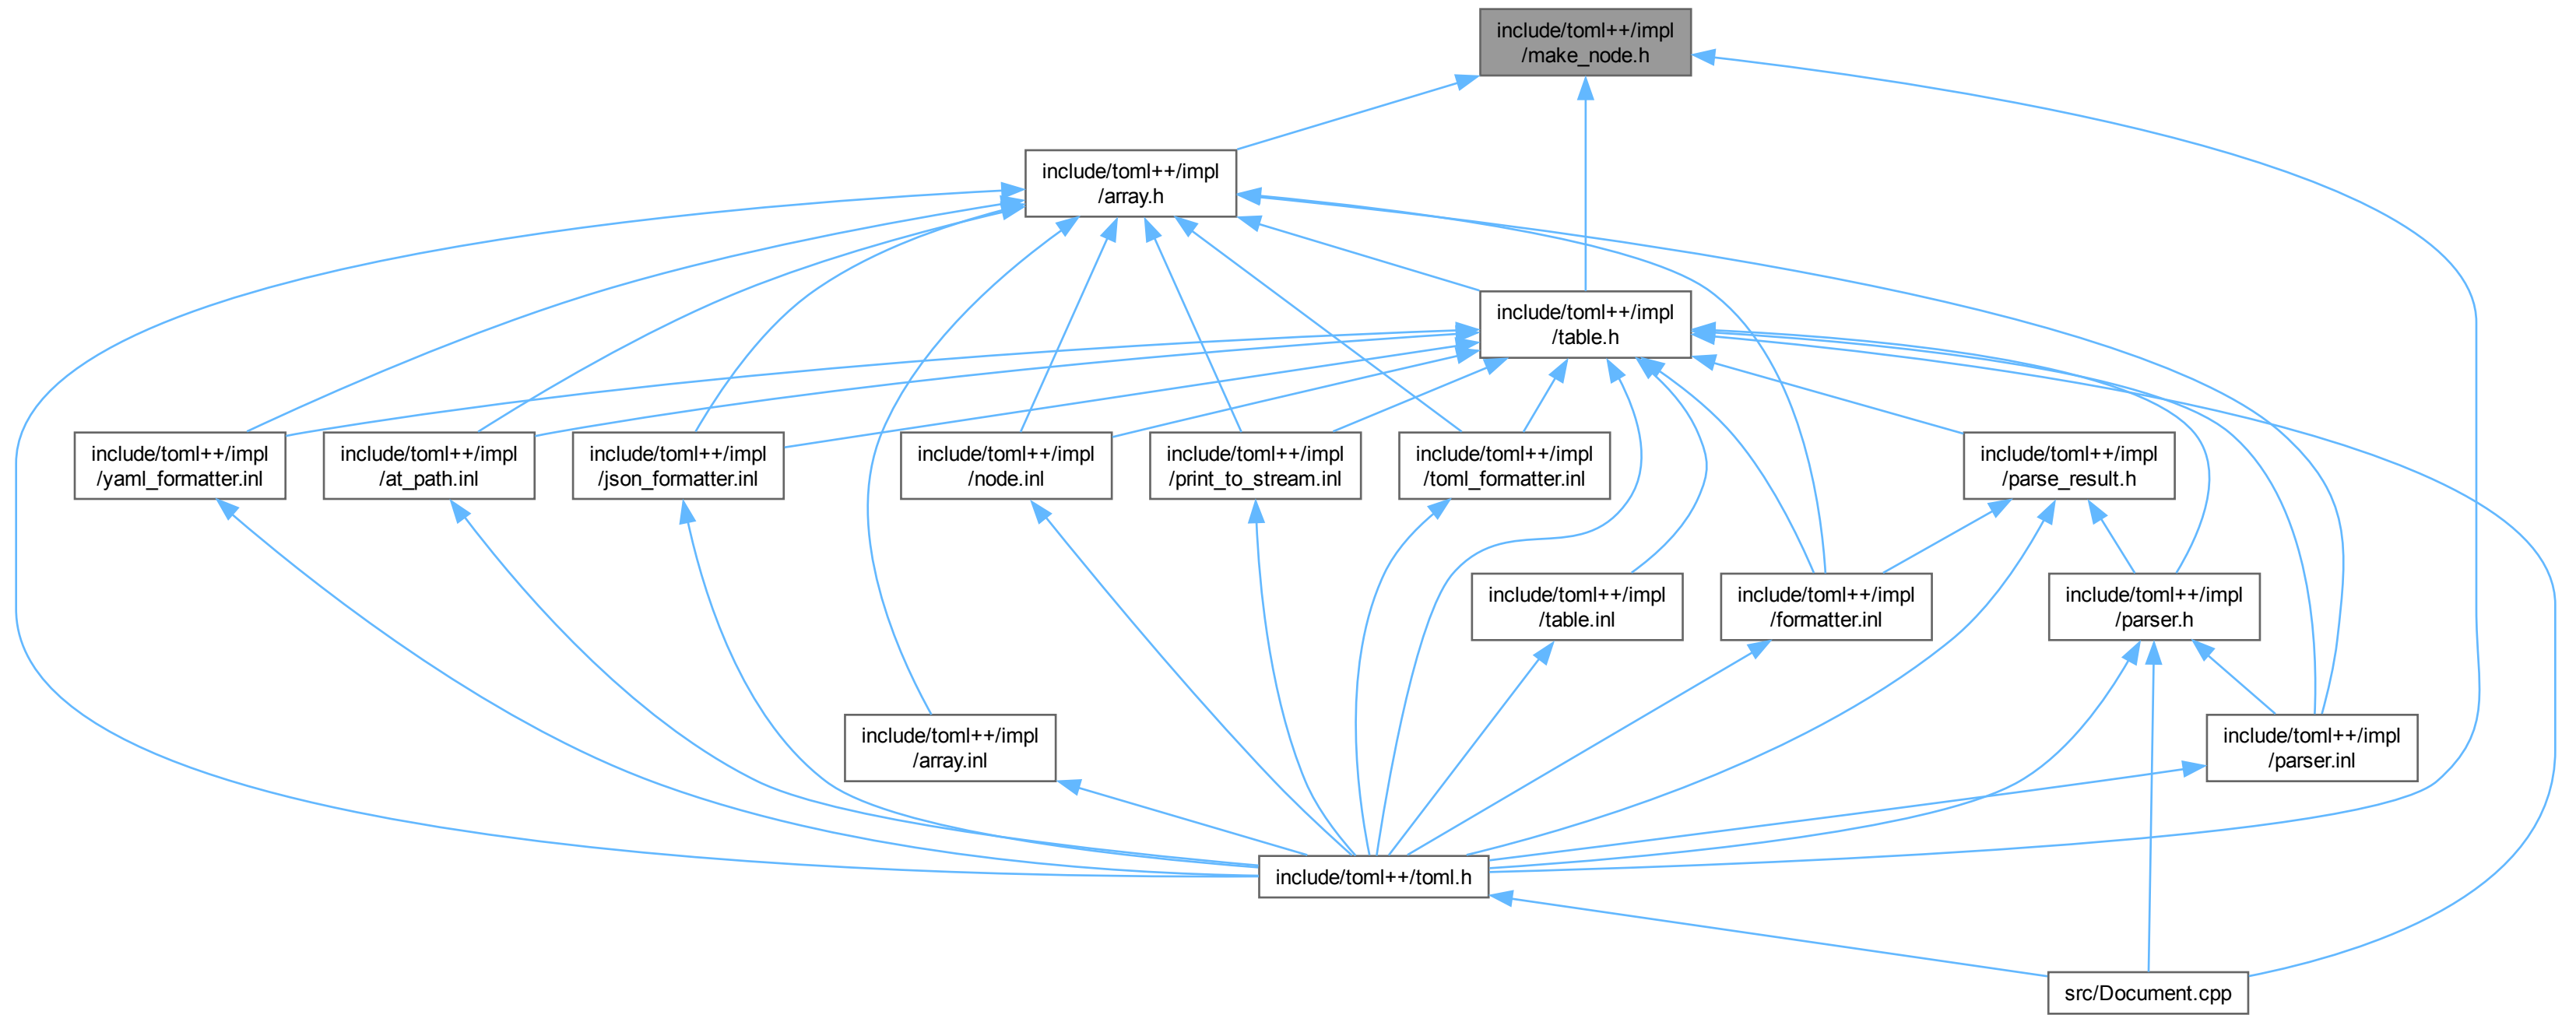 include/toml++/impl
/make_node.h
include/toml++/impl
/array.h
include/toml++/impl
/table.h
include/toml++/impl
/yaml_formatter.inl
include/toml++/impl
/at_path.inl
include/toml++/impl
/json_formatter.inl
include/toml++/impl
/node.inl
include/toml++/impl
/print_to_stream.inl
include/toml++/impl
/toml_formatter.inl
include/toml++/impl
/parse_result.h
include/toml++/impl
/table.inl
include/toml++/impl
/formatter.inl
include/toml++/impl
/parser.h
include/toml++/impl
/array.inl
include/toml++/impl
/parser.inl
include/toml++/toml.h
src/Document.cpp